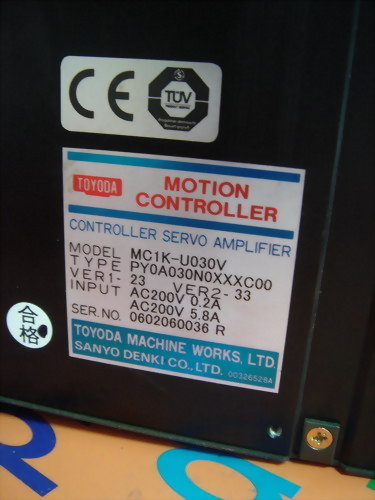 CE
TÜV
TOYODA
MOTION
CONTROLLER
CONTROLLER SERVO AMPLIFIER
MODEL MC1K-U030V
TYPE PY0A030N0XXXC00
VER1- 23 VER2- 33
INPUT AC200V 0.2A
AC200V 5.8A
SER.NO. 0602060036 R
TOYODA MACHINE WORKS, LTD.
SANYO DENKI CO., LTD. 00326526A
合格